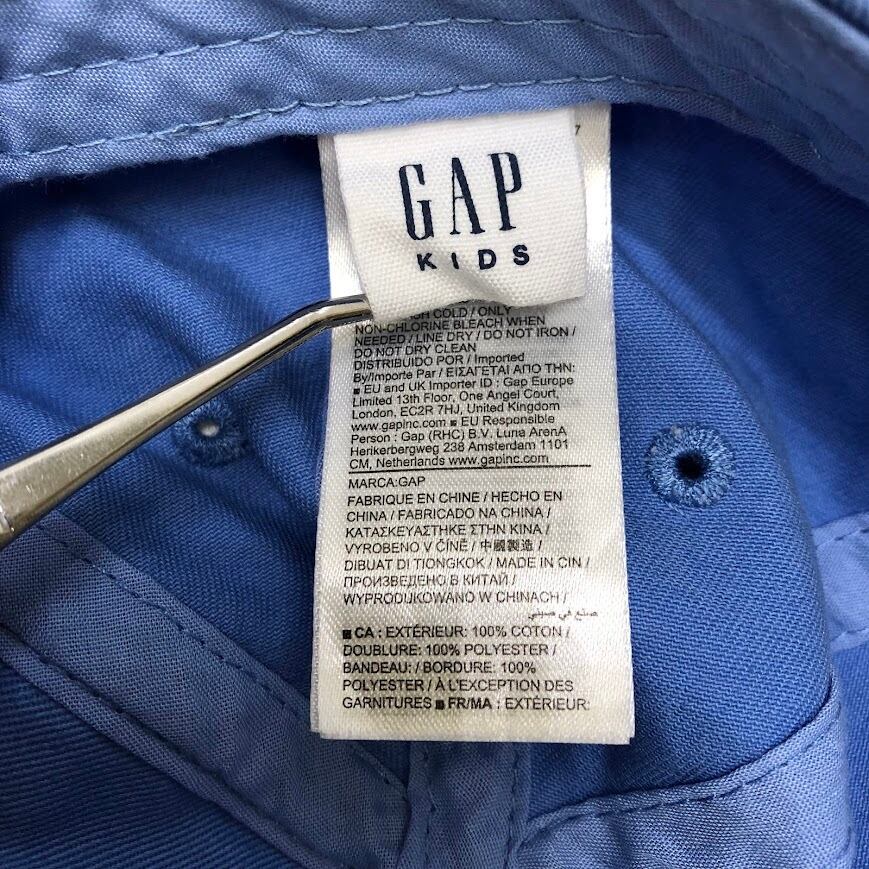 7
GAP
KIDS
COLD / ONLY
NON-CHLORINE BLEACH WHEN
NEEDED / LINE DRY / DO NOT IRON /
DO NOT DRY CLEAN
DISTRIBUIDO POR / Imported
By/Importe Par / ΕΙΣΑΓΕΤΑΙ ΑΠΟ ΤΗΝ:
■ EU and UK Importer ID : Gap Europe
Limited 13th Floor, One Angel Court,
London, EC2R 7HJ, United Kingdom
www.gapinc.com ■ EU Responsible
Person : Gap (RHC) B.V. Luna ArenA
Herikerbergweg 238 Amsterdam 1101
CM, Netherlands www.gapinc.com
MARCA:GAP
FABRIQUE EN CHINE / HECHO EN
CHINA / FABRICADO NA CHINA /
ΚΑΤΑΣΚΕΥΑΣΤΗΚΕ ΣΤΗΝ ΚΙΝΑ /
VYROBENO V ČÍNĚ / 中國製造 /
DIBUAT DI TIONGKOK / MADE IN CIN /
ПРОИЗВЕДЕНО В КИТАЙ /
WYPRODUKOWANO W CHINACH /
صنع في صيني
■ CA : EXTÉRIEUR: 100% COTON /
DOUBLURE: 100% POLYESTER /
BANDEAU: / BORDURE: 100%
POLYESTER / À L'EXCEPTION DES
GARNITURES ■ FR/MA : EXTÉRIEUR: